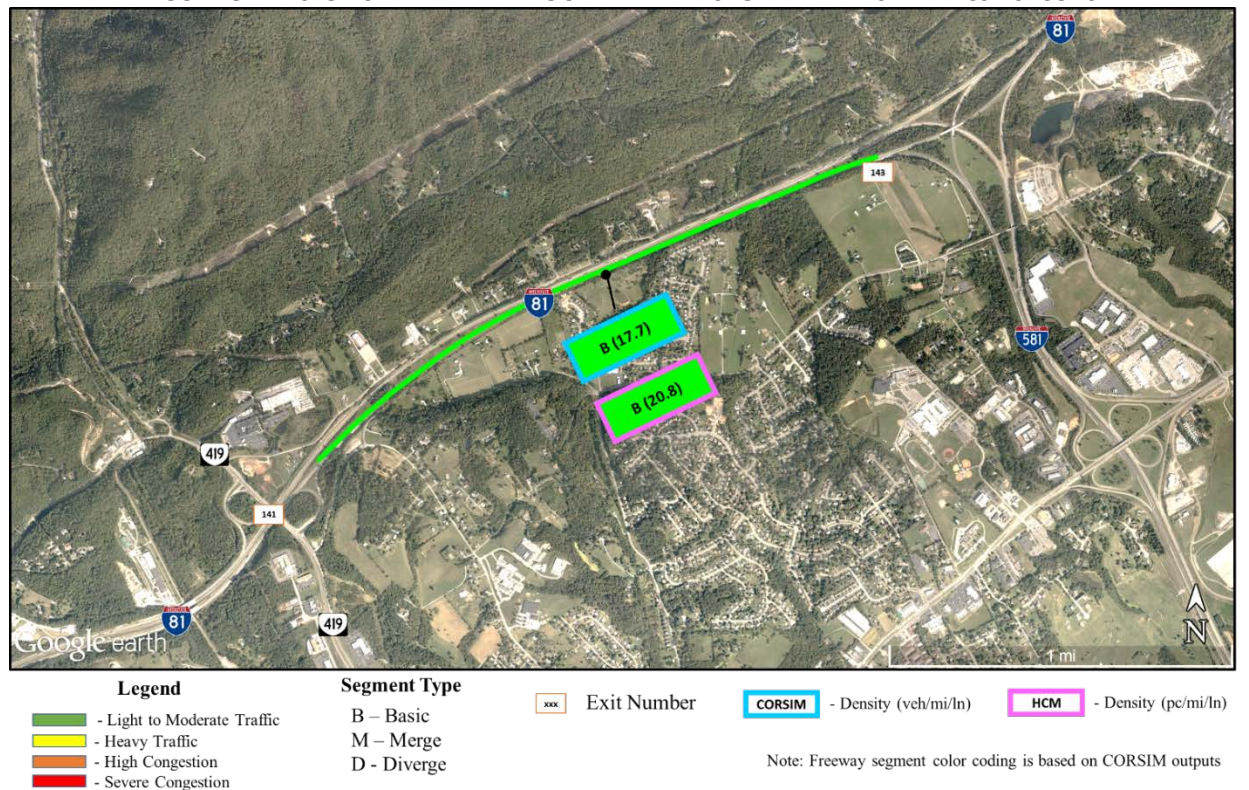 81
143
81
B (17.7)
B (20.8)
581
419
141
81
419
Google earth
N
1 mi
Legend
- Light to Moderate Traffic
- Heavy Traffic
- High Congestion
- Severe Congestion
Segment Type
B – Basic
M – Merge
D - Diverge
xxx Exit Number
CORSIM - Density (veh/mi/ln)
HCM - Density (pc/mi/ln)
Note: Freeway segment color coding is based on CORSIM outputs